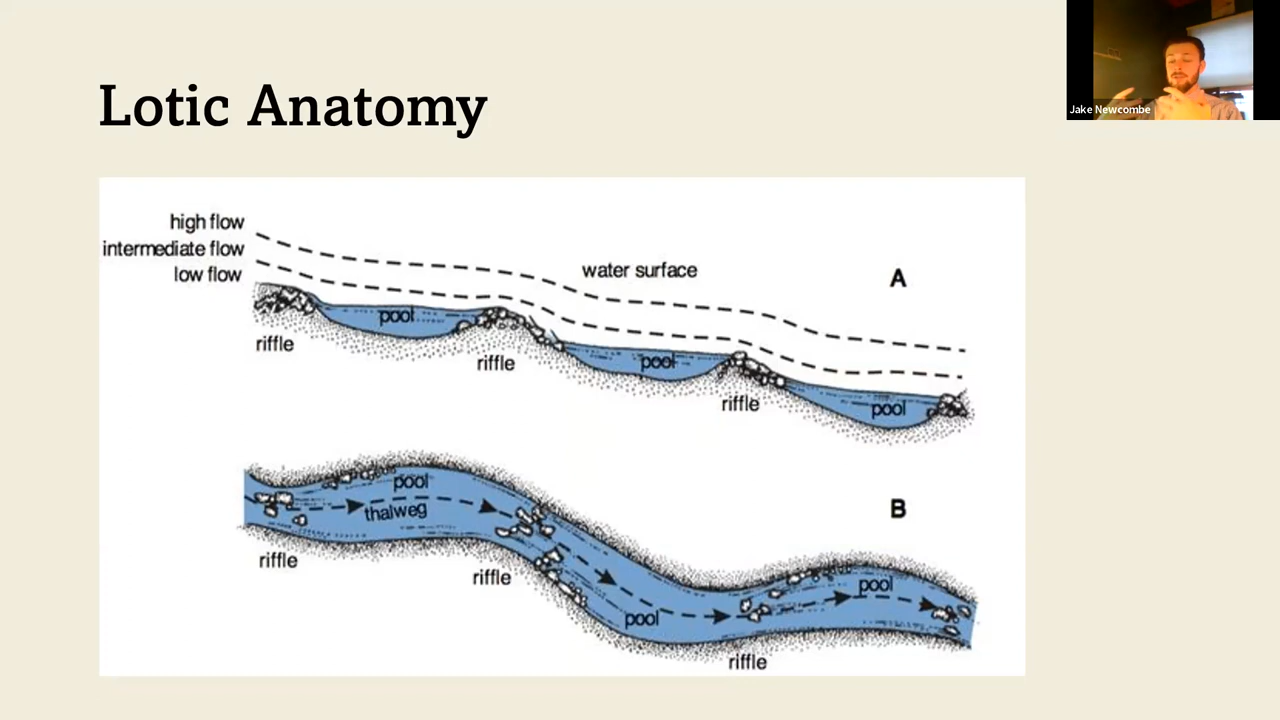 Lotic Anatomy
Jake Newcombe
high flow
intermediate flow
low flow
water surface
A
pool
riffle
riffle
pool
riffle
pool
pool
thalweg
B
riffle
riffle
pool
pool
riffle